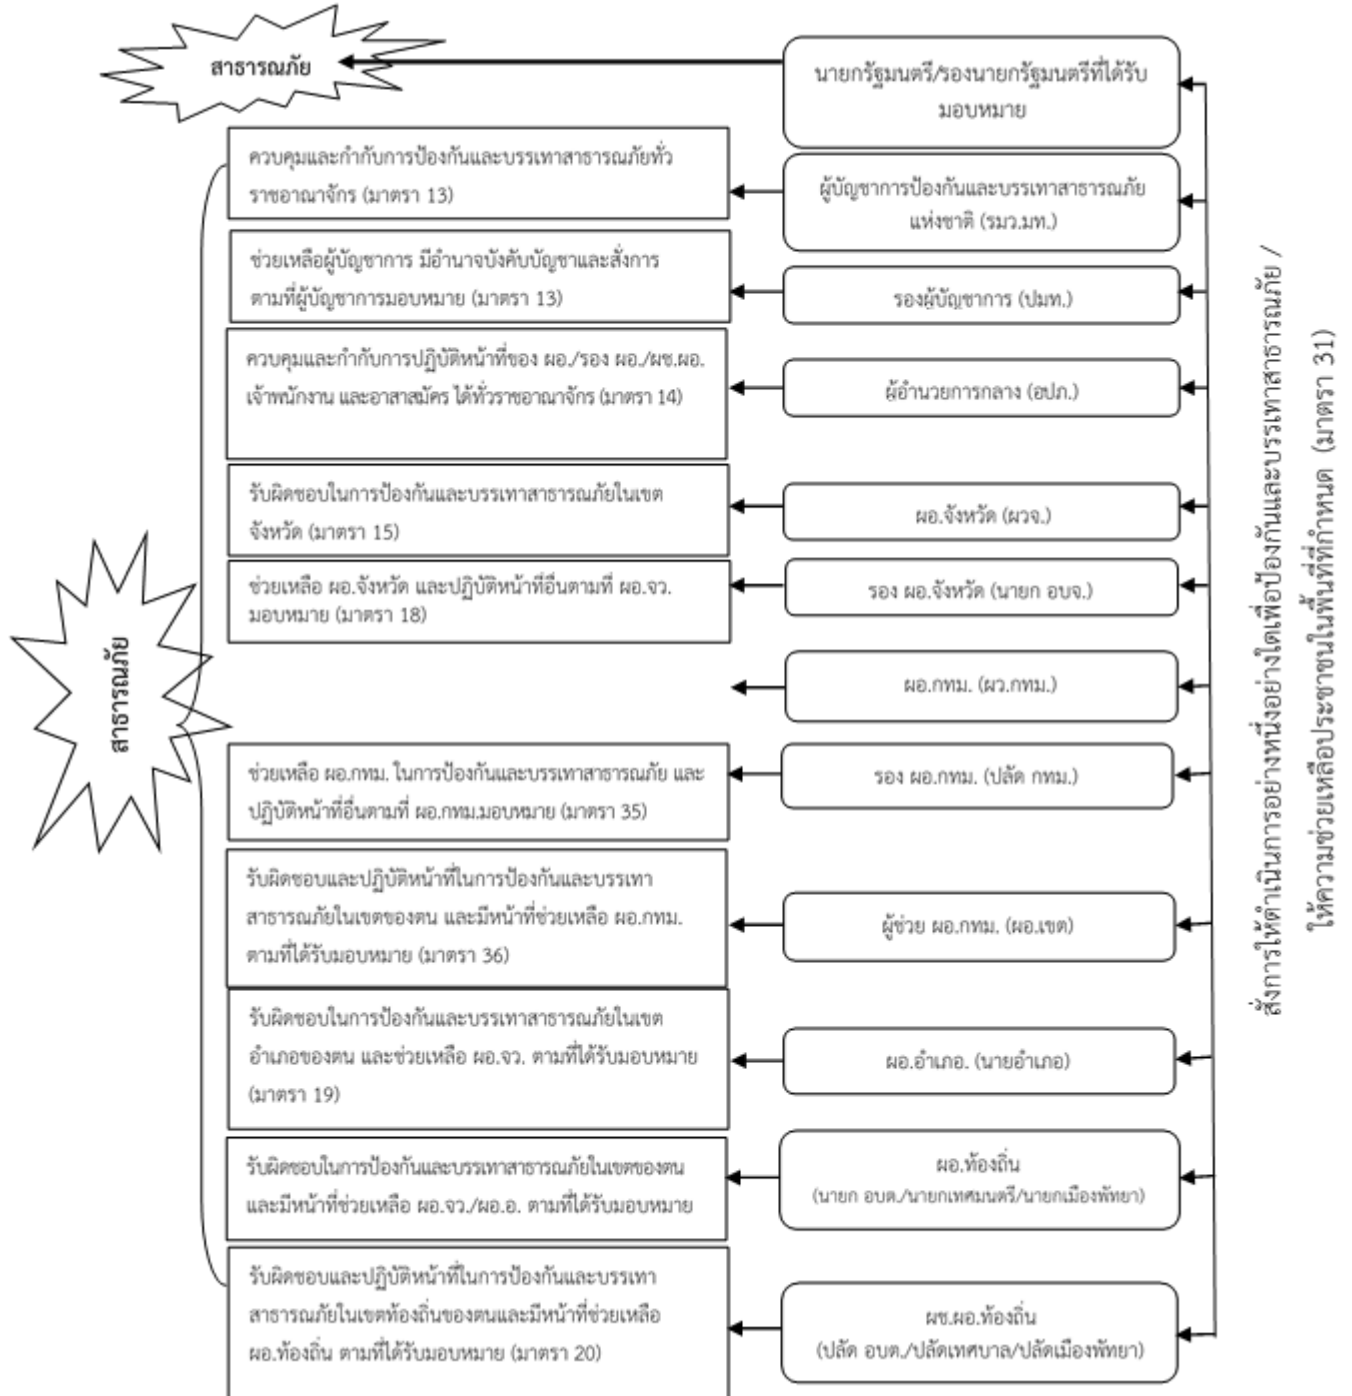 สาธารณภัย
นายกรัฐมนตรี/รองนายกรัฐมนตรีที่ได้รับ
มอบหมาย
ควบคุมและกำกับการป้องกันและบรรเทาสาธารณภัยทั่ว
ราชอาณาจักร (มาตรา 13)
ผู้บัญชาการป้องกันและบรรเทาสาธารณภัย
แห่งชาติ (รมว.มท.)
ช่วยเหลือผู้บัญชาการ มีอำนาจบังคับบัญชาและสั่งการ
ตามที่ผู้บัญชาการมอบหมาย (มาตรา 13)
รองผู้บัญชาการ (ปมท.)
ควบคุมและกำกับการปฏิบัติหน้าที่ของ ผอ./รอง ผอ./ผช.ผอ.
เจ้าพนักงาน และอาสาสมัคร ได้ทั่วราชอาณาจักร (มาตรา 14)
ผู้อำนวยการกลาง (อปภ.)
รับผิดชอบในการป้องกันและบรรเทาสาธารณภัยในเขต
จังหวัด (มาตรา 15)
ผอ.จังหวัด (ผวจ.)
ช่วยเหลือ ผอ.จังหวัด และปฏิบัติหน้าที่อื่นตามที่ ผอ.จว.
มอบหมาย (มาตรา 18)
รอง ผอ.จังหวัด (นายก อบจ.)
ผอ.กทม. (ผว.กทม.)
ช่วยเหลือ ผอ.กทม. ในการป้องกันและบรรเทาสาธารณภัย และ
ปฏิบัติหน้าที่อื่นตามที่ ผอ.กทม.มอบหมาย (มาตรา 35)
รอง ผอ.กทม. (ปลัด กทม.)
รับผิดชอบและปฏิบัติหน้าที่ในการป้องกันและบรรเทา
สาธารณภัยในเขตของตน และมีหน้าที่ช่วยเหลือ ผอ.กทม.
ตามที่ได้รับมอบหมาย (มาตรา 36)
ผู้ช่วย ผอ.กทม. (ผอ.เขต)
รับผิดชอบในการป้องกันและบรรเทาสาธารณภัยในเขต
อำเภอของตน และช่วยเหลือ ผอ.จว. ตามที่ได้รับมอบหมาย
(มาตรา 19)
ผอ.อำเภอ. (นายอำเภอ)
รับผิดชอบในการป้องกันและบรรเทาสาธารณภัยในเขตของตน
และมีหน้าที่ช่วยเหลือ ผอ.จว./ผอ.อ. ตามที่ได้รับมอบหมาย
ผอ.ท้องถิ่น
(นายก อบต./นายกเทศมนตรี/นายกเมืองพัทยา)
รับผิดชอบและปฏิบัติหน้าที่ในการป้องกันและบรรเทา
สาธารณภัยในเขตท้องถิ่นของตนและมีหน้าที่ช่วยเหลือ
ผอ.ท้องถิ่น ตามที่ได้รับมอบหมาย (มาตรา 20)
ผช.ผอ.ท้องถิ่น
(ปลัด อบต./ปลัดเทศบาล/ปลัดเมืองพัทยา)
สาธารณภัย
สั่งการให้ดำเนินการอย่างหนึ่งอย่างใดเพื่อป้องกันและบรรเทาสาธารณภัย /
ให้ความช่วยเหลือประชาชนในพื้นที่ที่กำหนด (มาตรา 31)